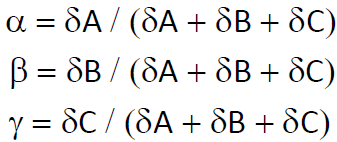 α = δA / (δA + δB + δC)
β = δB / (δA + δB + δC)
γ = δC / (δA + δB + δC)